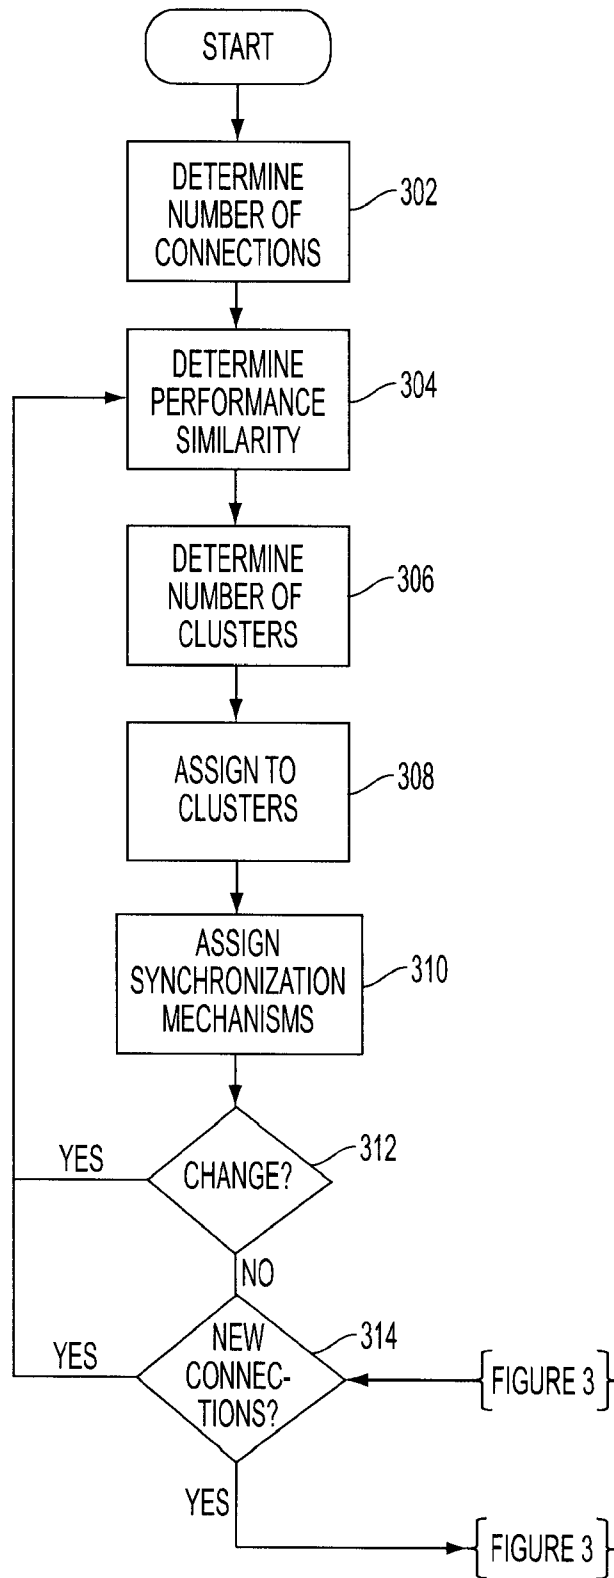 START
DETERMINE
NUMBER OF
CONNECTIONS
302
DETERMINE
PERFORMANCE
SIMILARITY
304
DETERMINE
NUMBER OF
CLUSTERS
306
ASSIGN TO
CLUSTERS
308
ASSIGN
SYNCHRONIZATION
MECHANISMS
310
YES
CHANGE?
312
NO
YES
NEW
CONNEC-
TIONS?
314
{FIGURE 3}
YES
{FIGURE 3}